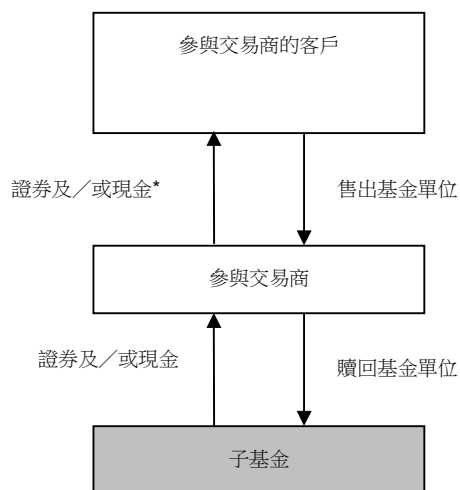 參與交易商的客戶
證券及／或現金*
售出基金單位
參與交易商
證券及／或現金
贖回基金單位
子基金